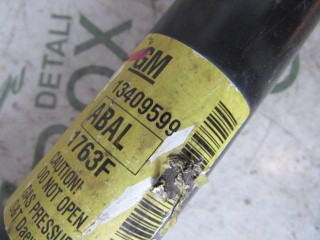 GM
13409599
ABAL
1763F
CAUTION!
DO NOT OPEN.
GAS PRESSURE
DETALI